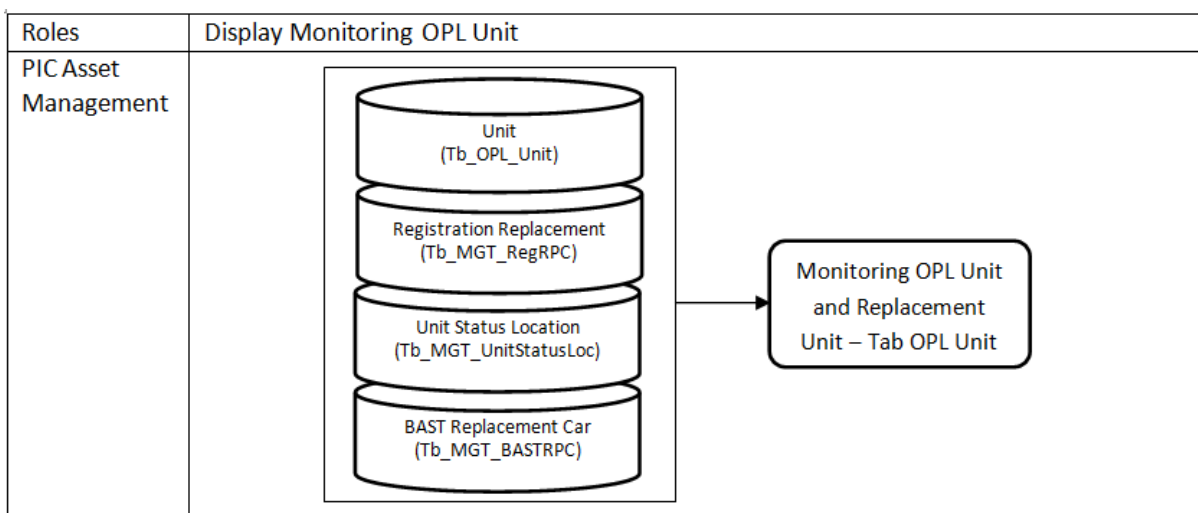 Roles
Display Monitoring OPL Unit
PIC Asset
Management
Unit
(Tb_OPL_Unit)
Registration Replacement
(Tb_MGT_RegRPC)
Unit Status Location
(Tb_MGT_UnitStatusLoc)
BAST Replacement Car
(Tb_MGT_BASTRPC)
Monitoring OPL Unit
and Replacement
Unit – Tab OPL Unit